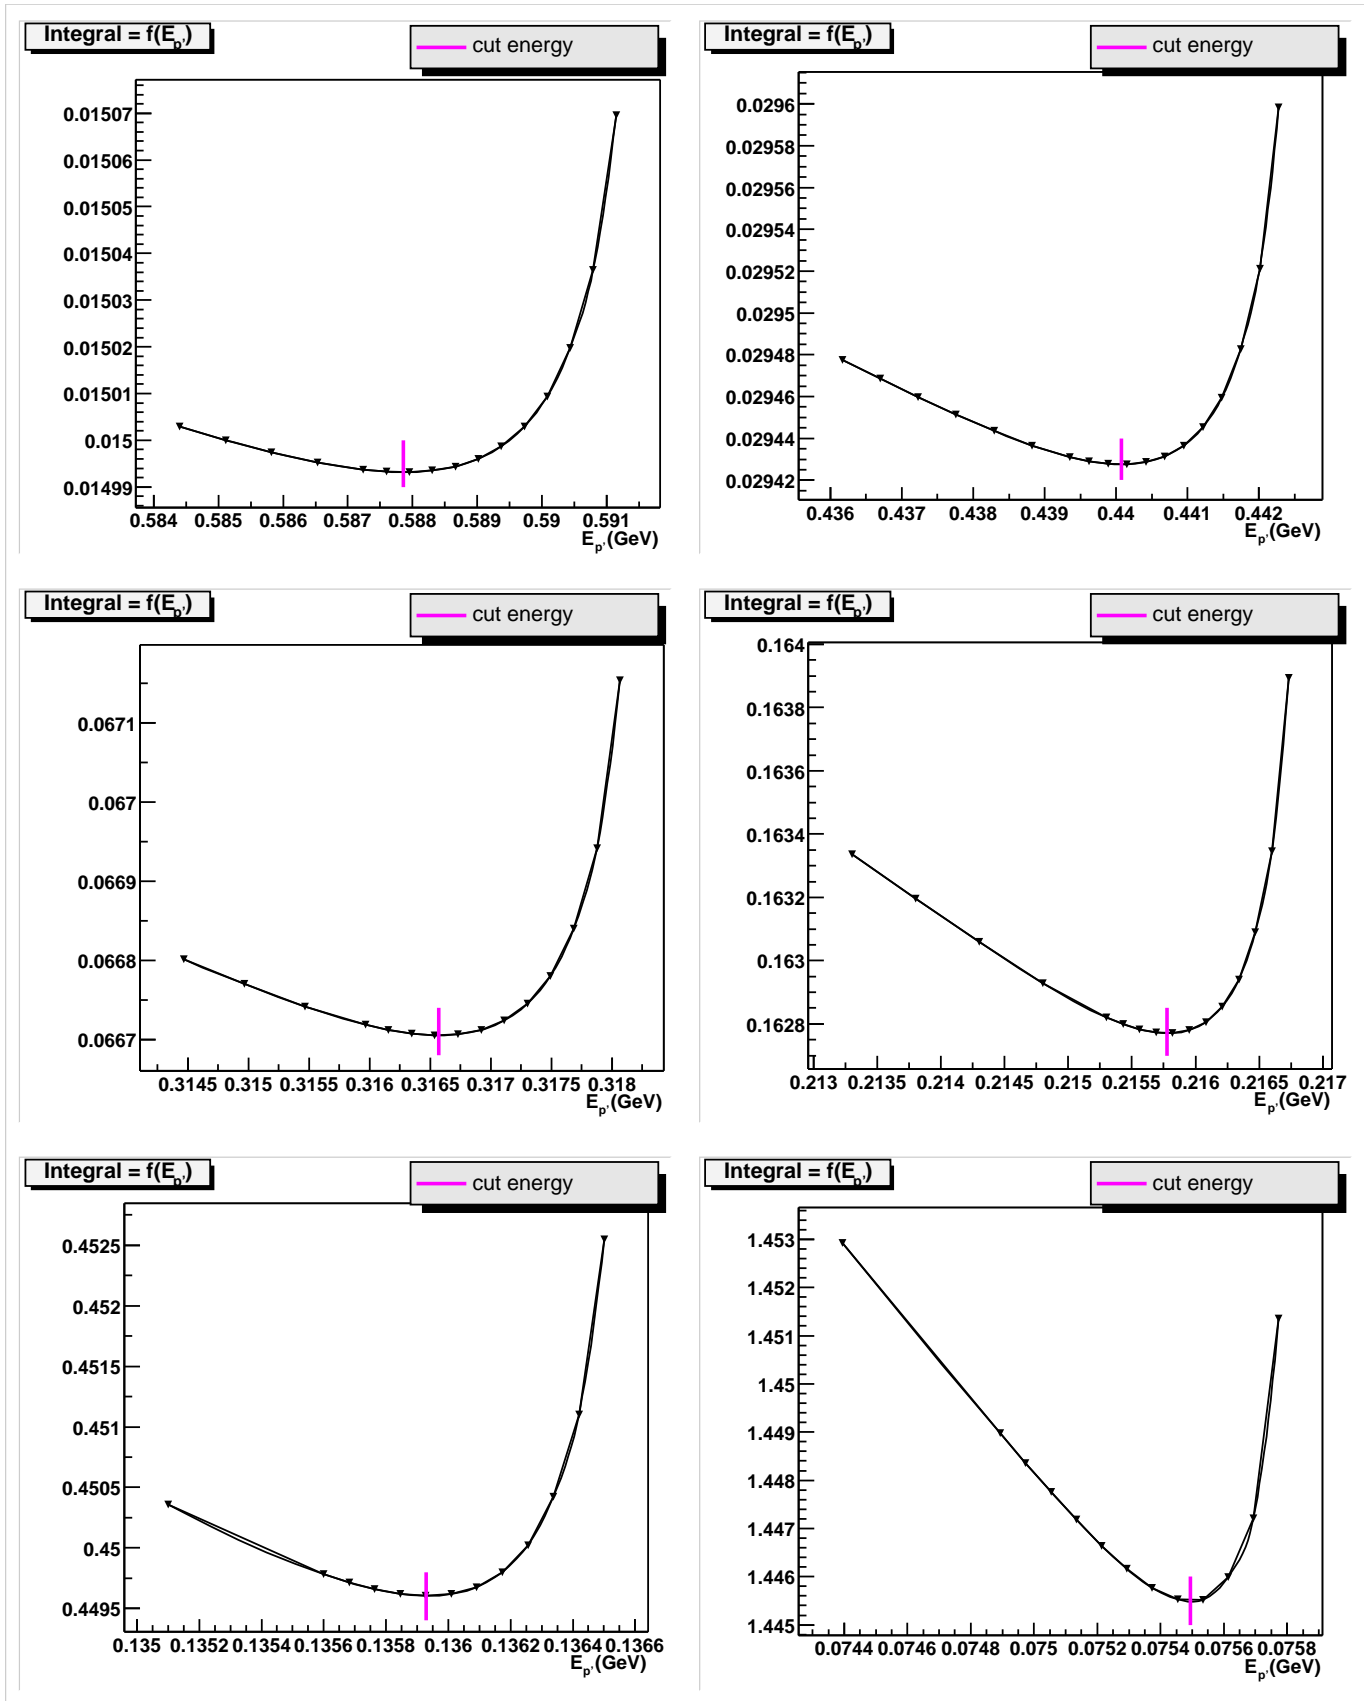 Integral = f(E_p')
cut energy
0.01507
0.01506
0.01505
0.01504
0.01503
0.01502
0.01501
0.015
0.01499
0.584 0.585 0.586 0.587 0.588 0.589 0.59 0.591
E_p'(GeV)
Integral = f(E_p')
cut energy
0.0296
0.02958
0.02956
0.02954
0.02952
0.0295
0.02948
0.02946
0.02944
0.02942
0.436 0.437 0.438 0.439 0.44 0.441 0.442
E_p'(GeV)
Integral = f(E_p')
cut energy
0.0671
0.067
0.0669
0.0668
0.0667
0.3145 0.315 0.3155 0.316 0.3165 0.317 0.3175 0.318
E_p'(GeV)
Integral = f(E_p')
cut energy
0.164
0.1638
0.1636
0.1634
0.1632
0.163
0.1628
0.213 0.2135 0.214 0.2145 0.215 0.2155 0.216 0.2165 0.217
E_p'(GeV)
Integral = f(E_p')
cut energy
0.4525
0.452
0.4515
0.451
0.4505
0.45
0.4495
0.135 0.1352 0.1354 0.1356 0.1358 0.136 0.1362 0.1364 0.1366
E_p'(GeV)
Integral = f(E_p')
cut energy
1.453
1.452
1.451
1.45
1.449
1.448
1.447
1.446
1.445
0.0744 0.0746 0.0748 0.075 0.0752 0.0754 0.0756 0.0758
E_p'(GeV)